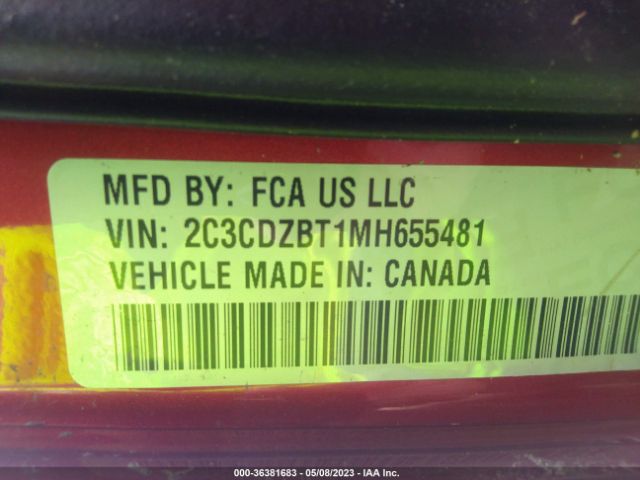 MFD BY: FCA US LLC
VIN: 2C3CDZBT1MH655481
VEHICLE MADE IN: CANADA
000-36381683 - 05/08/2023 - IAA Inc.